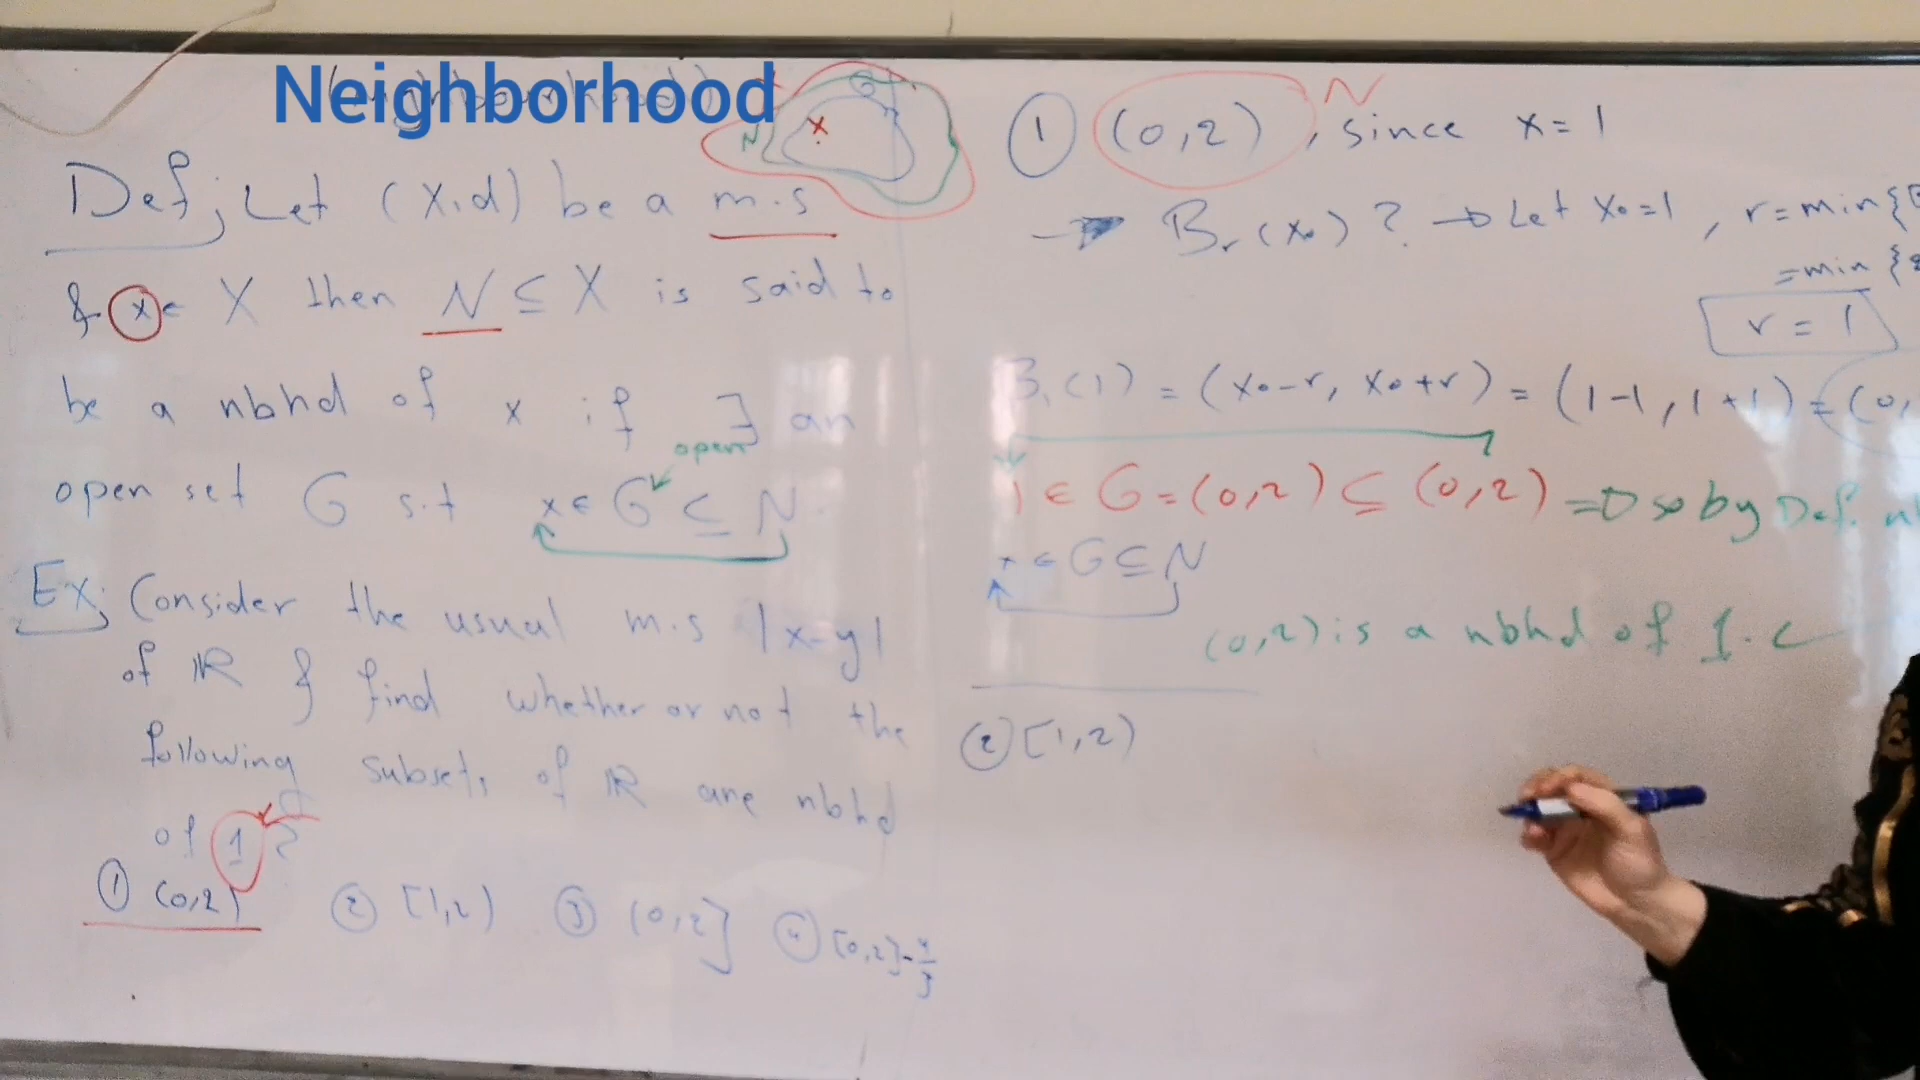 Neighborhood
Def; Let (X,d) be a m.s
& x ∈ X then N ⊆ X is said to
be a nbhd of x if ∃ an
open
open set G s.t x ∈ G ⊆ N
Ex; Consider the usual m.s |x-y|
of ℝ & find whether or not the
following subsets of ℝ are nbhd
of 1?
① (0,2) ② [1,2) ③ (0,2] ④ [0,2]-
G
N
x
① (0,2), since x = 1
N
→ Br(x₀)? → Let x₀=1, r = min{
= min {
r = 1
(1) = (x₀-r, x₀+r) = (1-1, 1+1) = (0,
1 ∈ G = (0,2) ⊆ (0,2) ⇒ so by Def.
x ∈ G ⊆ N
(0,2) is a nbhd of 1.
② [1,2)